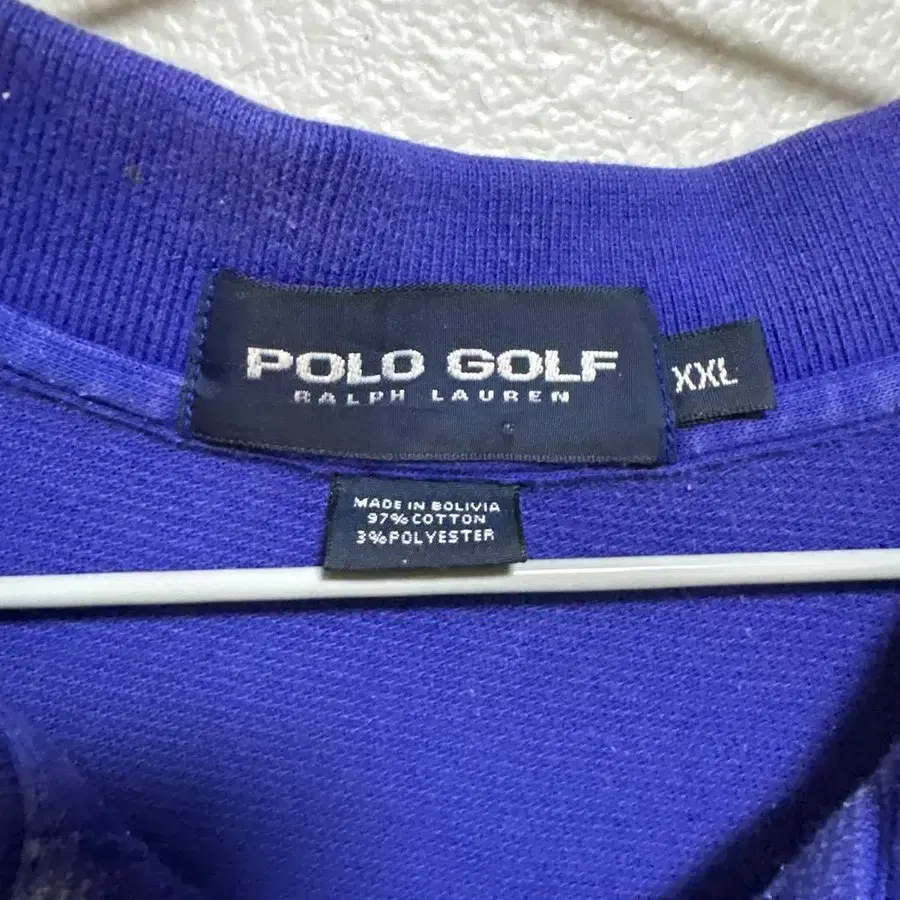 POLO GOLF
RALPH LAUREN
XXL
MADE IN BOLIVIA
97% COTTON
3% POLYESTER